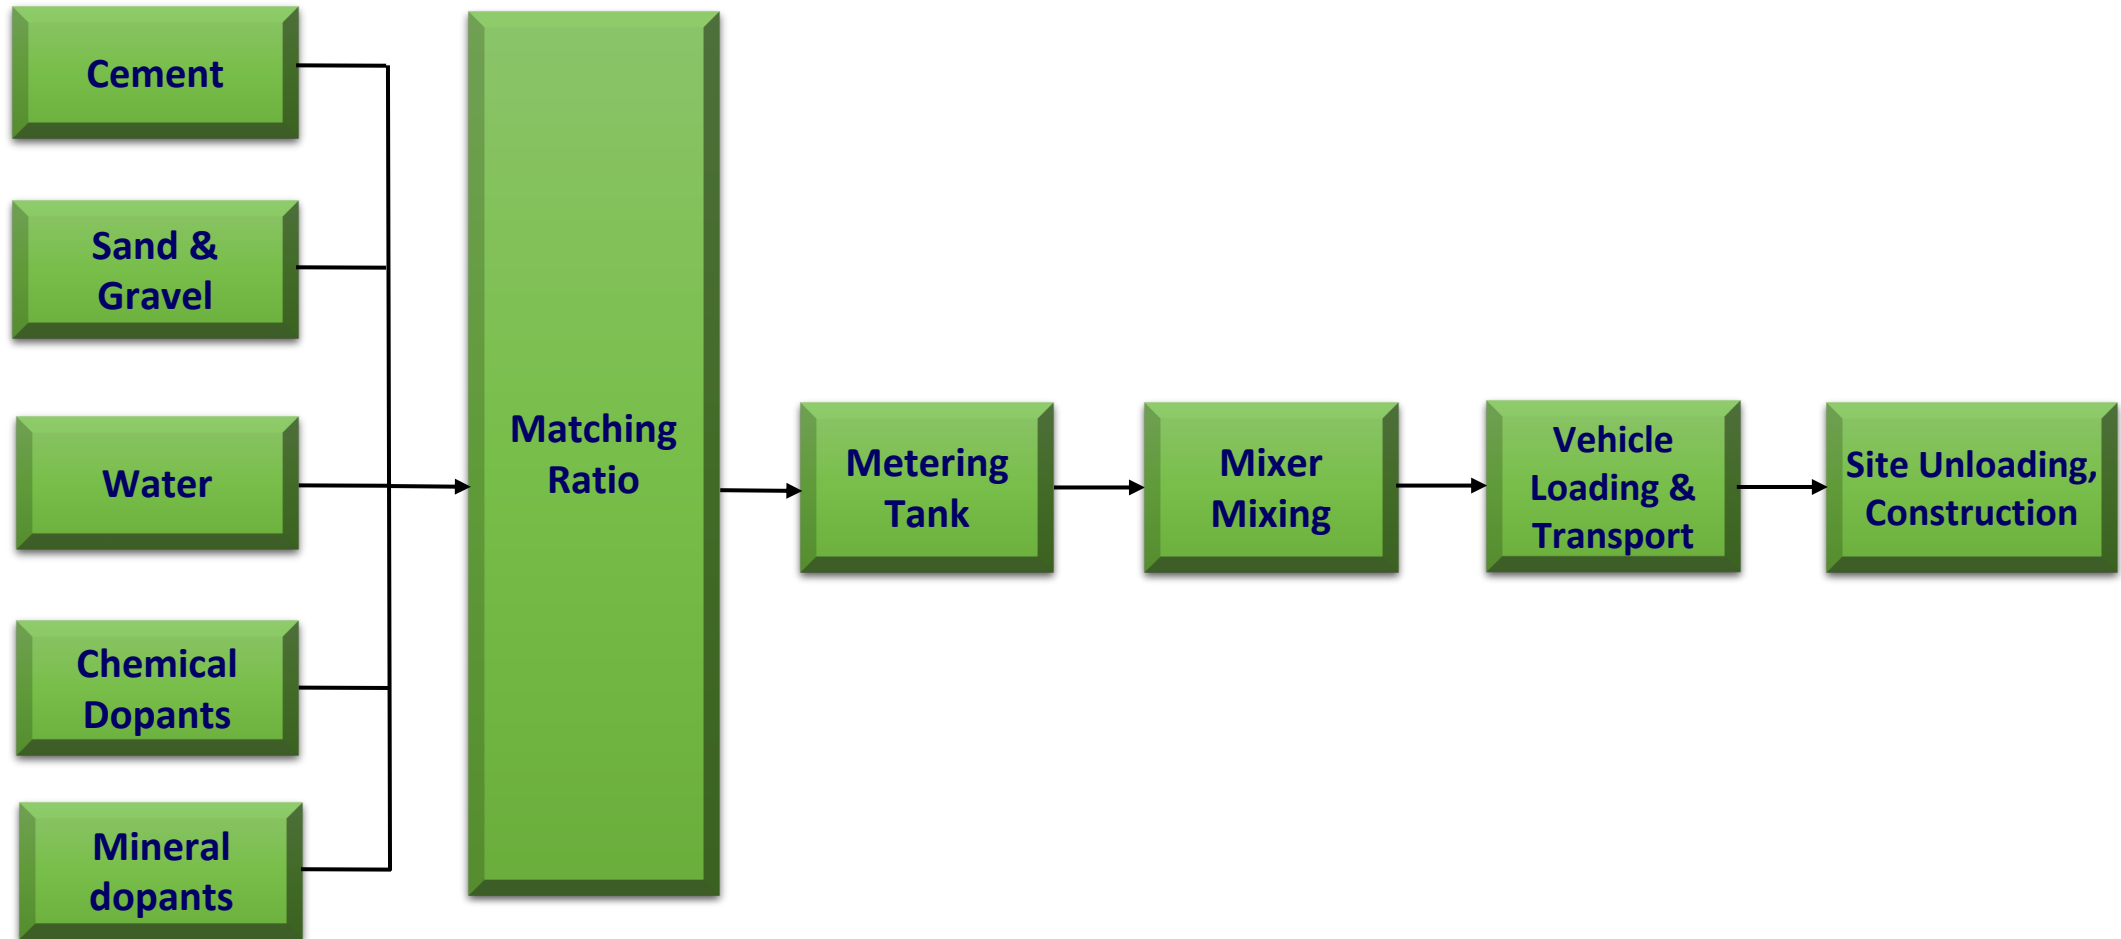 Cement
Sand &
Gravel
Water
Chemical
Dopants
Mineral
dopants
Matching
Ratio
Metering
Tank
Mixer
Mixing
Vehicle
Loading &
Transport
Site Unloading,
Construction